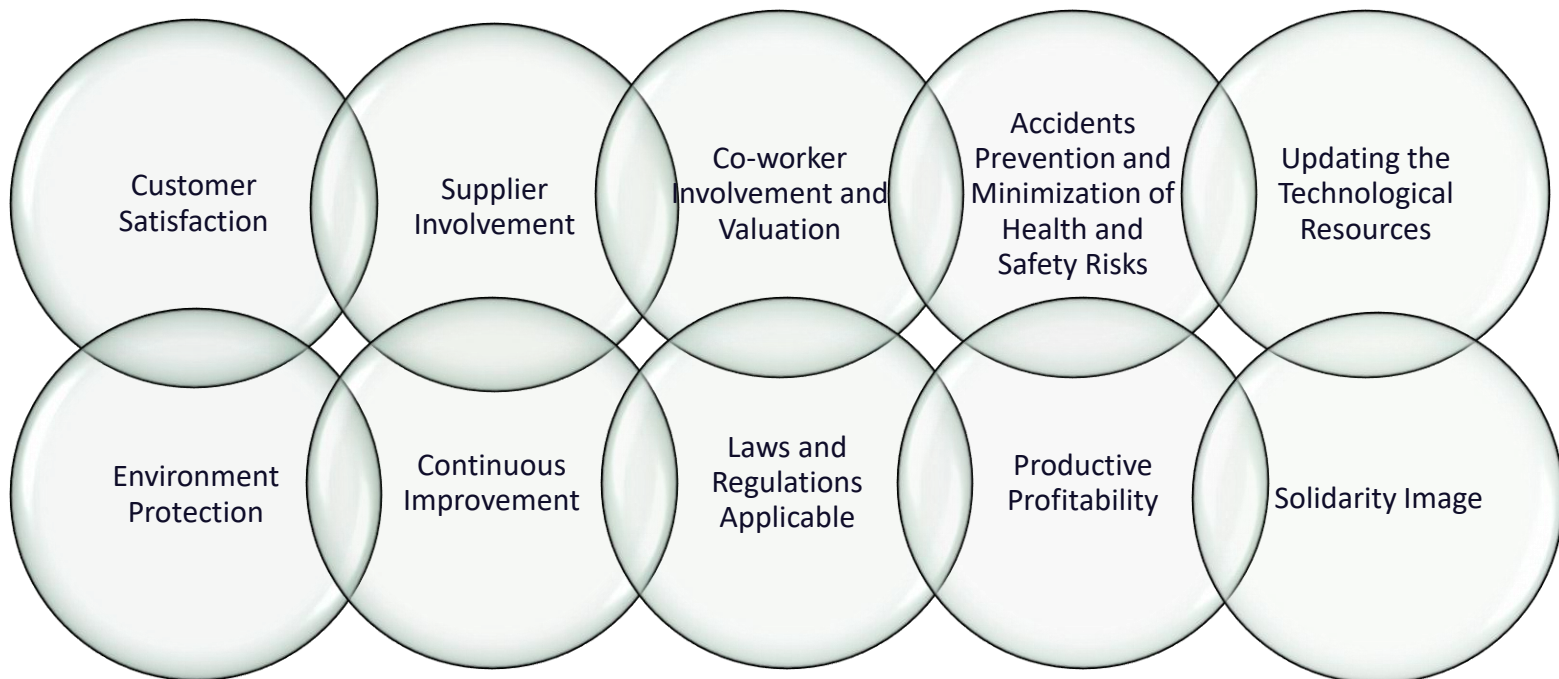 Customer
Satisfaction
Supplier
Involvement
Co-worker
Involvement and
Valuation
Accidents
Prevention and
Minimization of
Health and
Safety Risks
Updating the
Technological
Resources
Environment
Protection
Continuous
Improvement
Laws and
Regulations
Applicable
Productive
Profitability
Solidarity Image